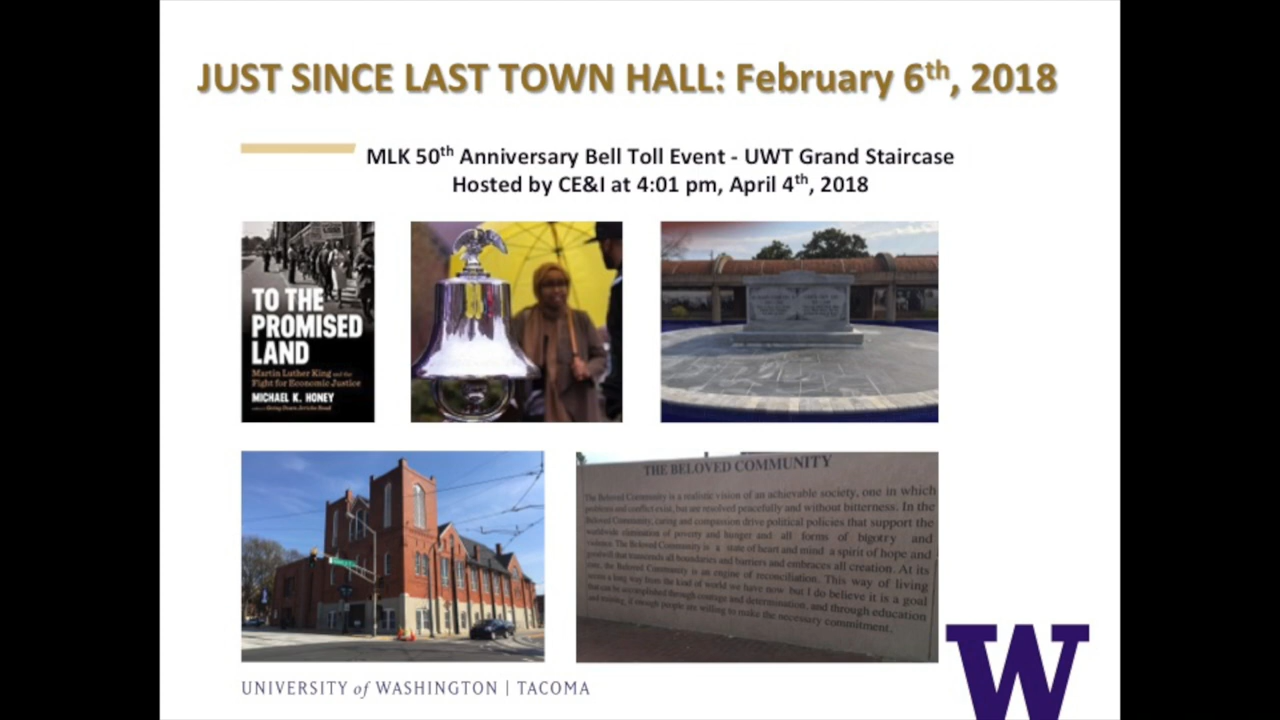 JUST SINCE LAST TOWN HALL: February 6th, 2018
MLK 50th Anniversary Bell Toll Event - UWT Grand Staircase
Hosted by CE&I at 4:01 pm, April 4th, 2018
TO THE
PROMISED
LAND
Martin Luther King and the
Fight for Economic Justice
MICHAEL K. HONEY
THE BELOVED COMMUNITY
The Beloved Community is a realistic vision of an achievable society, one in which
problems and conflict exist, but are resolved peacefully and without bitterness. In the
Beloved Community, caring and compassion drive political policies that support the
worldwide elimination of poverty and hunger and all forms of bigotry and
violence. The Beloved Community is a state of heart and mind a spirit of hope and
goodwill that transcends all boundaries and barriers and embraces all creation. At its
core, the Beloved Community is an engine of reconciliation. This way of living
seems a long way from the kind of world we have now but I do believe it is a goal
that can be accomplished through courage and determination, and through education
and training, if enough people are willing to make the necessary commitment.
UNIVERSITY of WASHINGTON | TACOMA
W